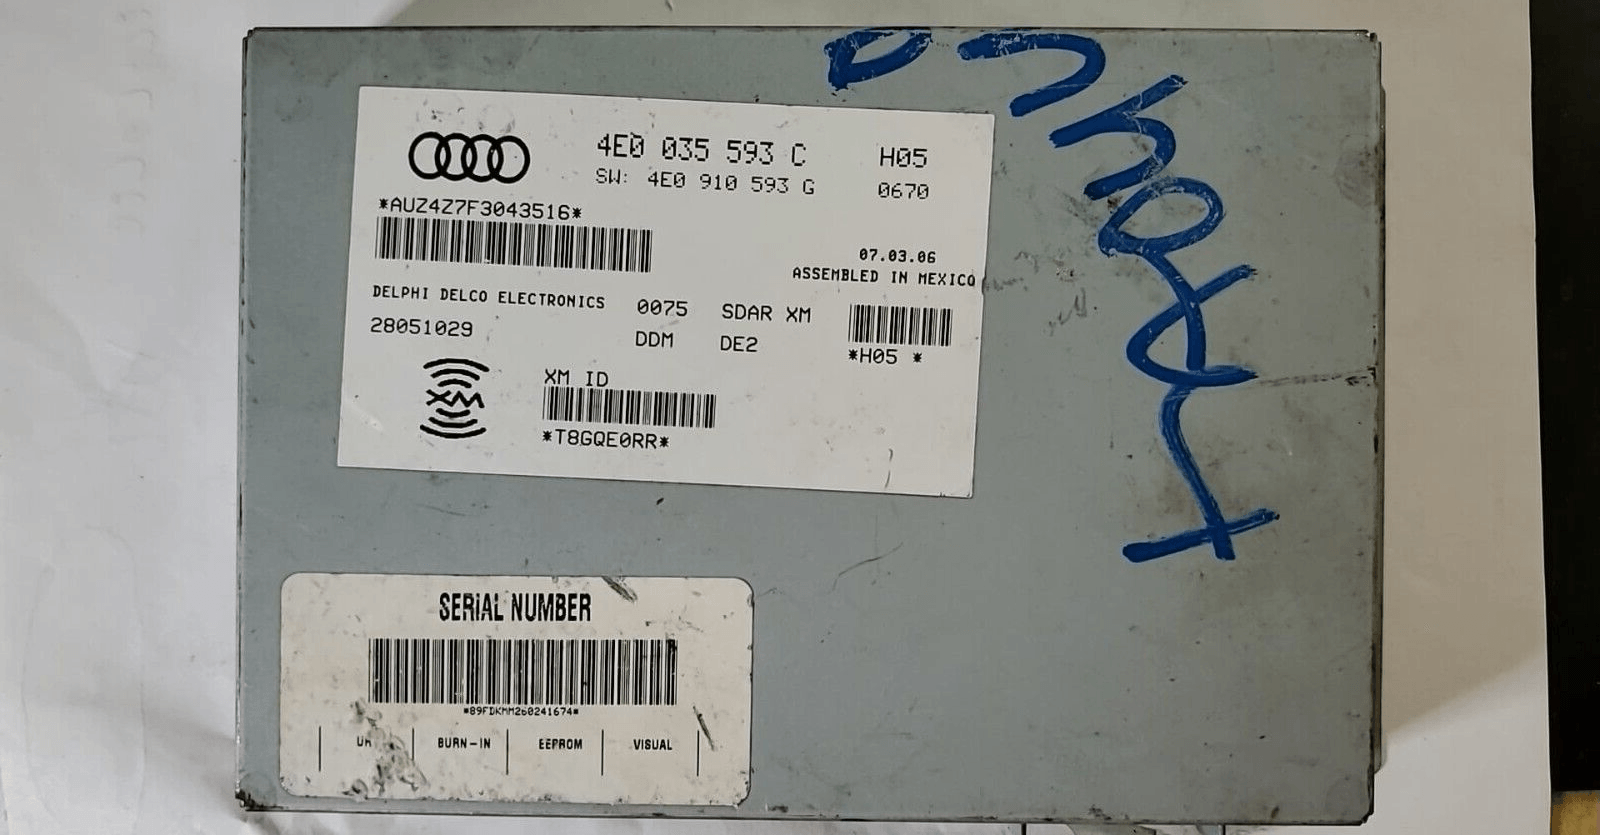 4E0 035 593 C H05
SW: 4E0 910 593 G 0670
*AUZ4Z7F3043516*
07.03.06
ASSEMBLED IN MEXICO
DELPHI DELCO ELECTRONICS 0075 SDAR XM
28051029 DDM DE2
*H05 *
XM ID
XM
*T8GQE0RR*
SERIAL NUMBER
BURN-IN EEPROM VISUAL